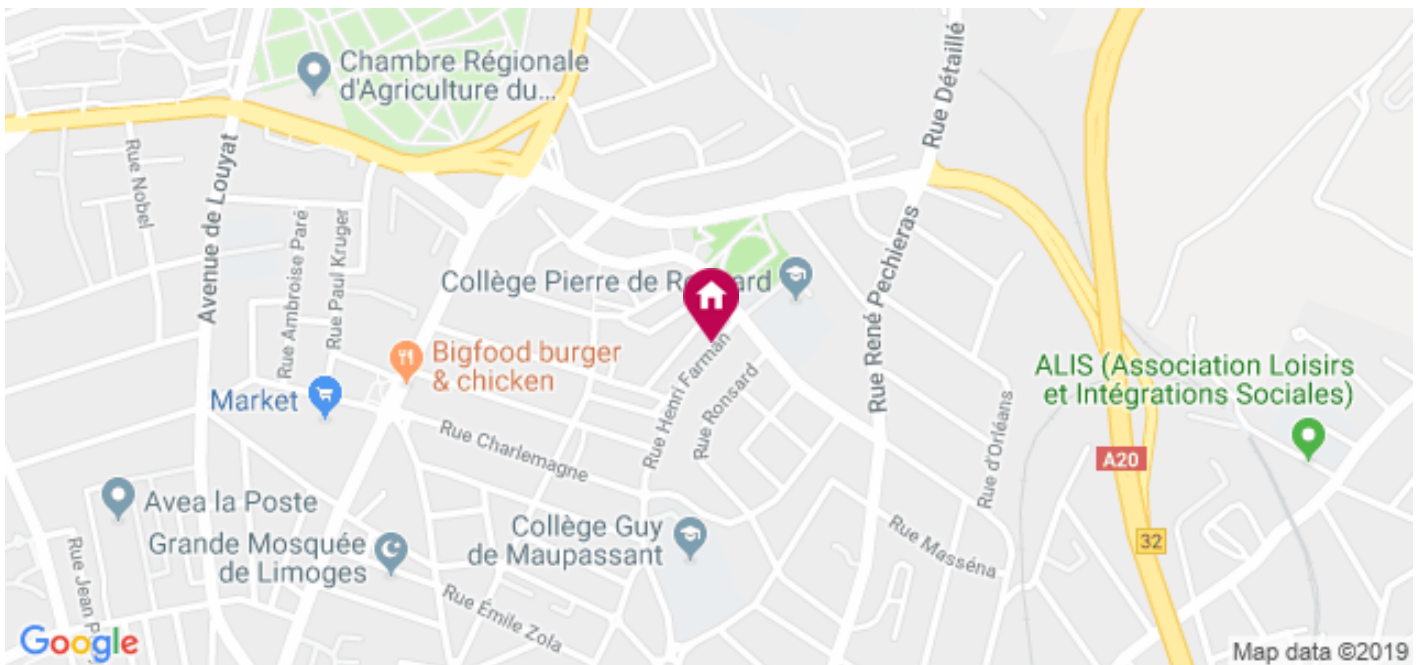 Chambre Régionale
d'Agriculture du...
Rue Détaillé
Rue Nobel
Avenue de Louyat
Rue Ambroise Paré
Rue Paul Kruger
Collège Pierre de
Rue René Pechieras
Bigfood burger
& chicken
Market
Rue Henri Farman
Rue Ronsard
ALIS (Association Loisirs
et Intégrations Sociales)
Rue Charlemagne
A20
Rue d'Orléans
Avea la Poste
Collège Guy
de Maupassant
Grande Mosquée
de Limoges
Rue Masséna
32
Rue Jean
Rue Émile Zola
Google
Map data ©2019